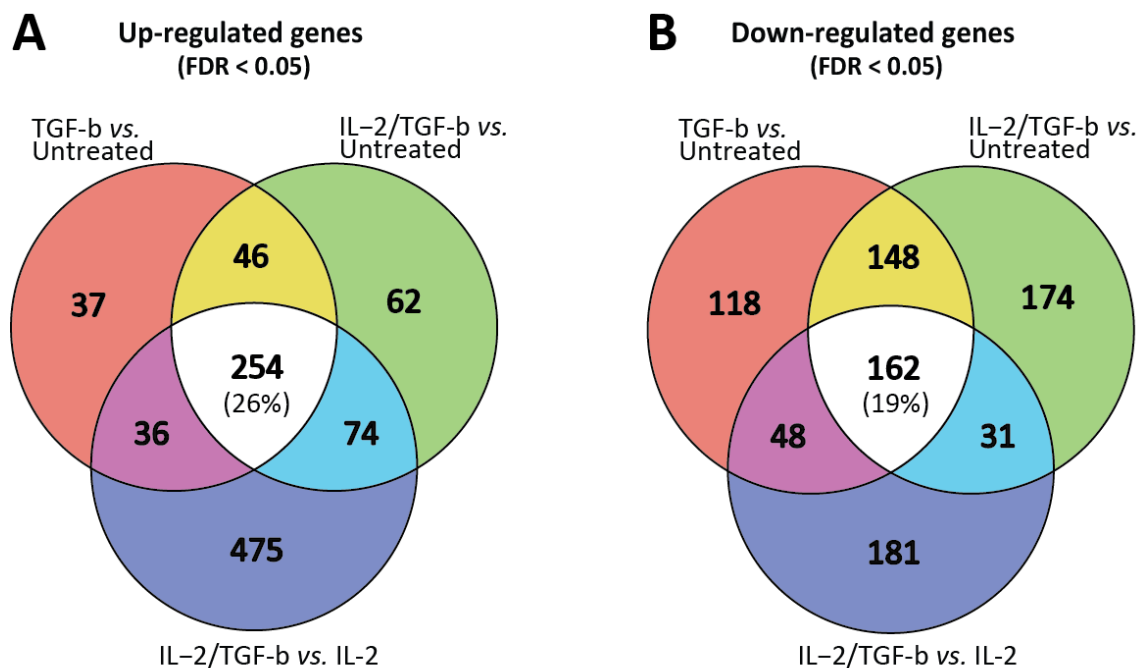 A
Up-regulated genes
(FDR < 0.05)
TGF-b vs.
Untreated
IL–2/TGF-b vs.
Untreated
46
37
62
254
(26%)
36
74
475
IL–2/TGF-b vs. IL-2
B
Down-regulated genes
(FDR < 0.05)
TGF-b vs.
Untreated
IL–2/TGF-b vs.
Untreated
148
118
174
162
(19%)
48
31
181
IL–2/TGF-b vs. IL-2